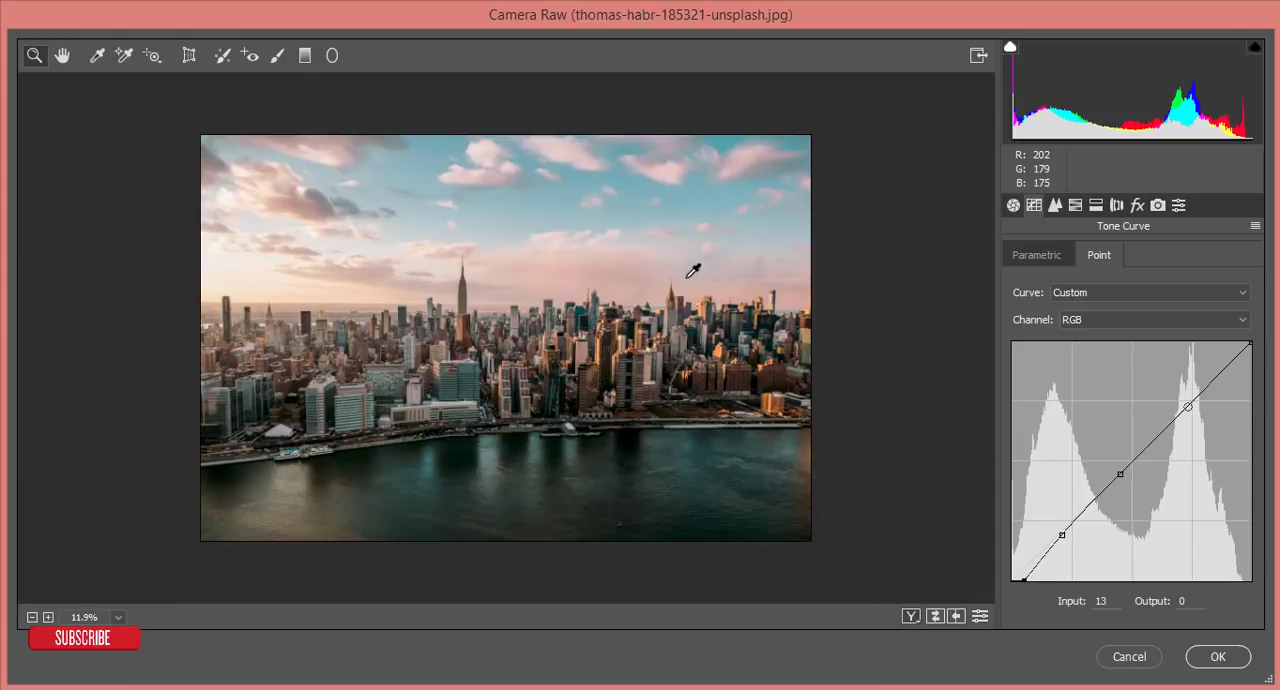 Camera Raw (thomas-habr-185321-unsplash.jpg)
R: 202
G: 179
B: 175
fx
Tone Curve
Parametric Point
Curve: Custom
Channel: RGB
Input: 13 Output: 0
11.9%
Y
SUBSCRIBE
Cancel OK